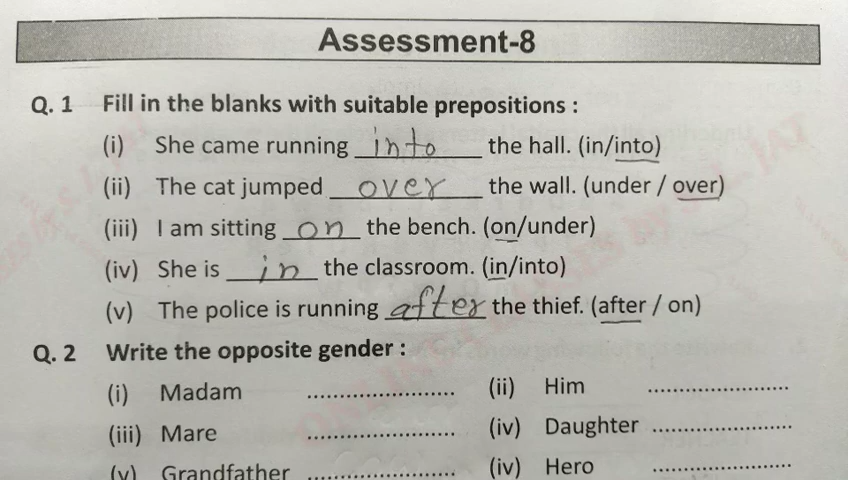 Assessment-8
Q. 1 Fill in the blanks with suitable prepositions :
(i) She came running into the hall. (in/into)
(ii) The cat jumped over the wall. (under / over)
(iii) I am sitting on the bench. (on/under)
(iv) She is in the classroom. (in/into)
(v) The police is running after the thief. (after / on)
Q. 2 Write the opposite gender :
(i) Madam ........................ (ii) Him ........................
(iii) Mare ........................ (iv) Daughter ........................
(v) Grandfather ........................ (iv) Hero ........................